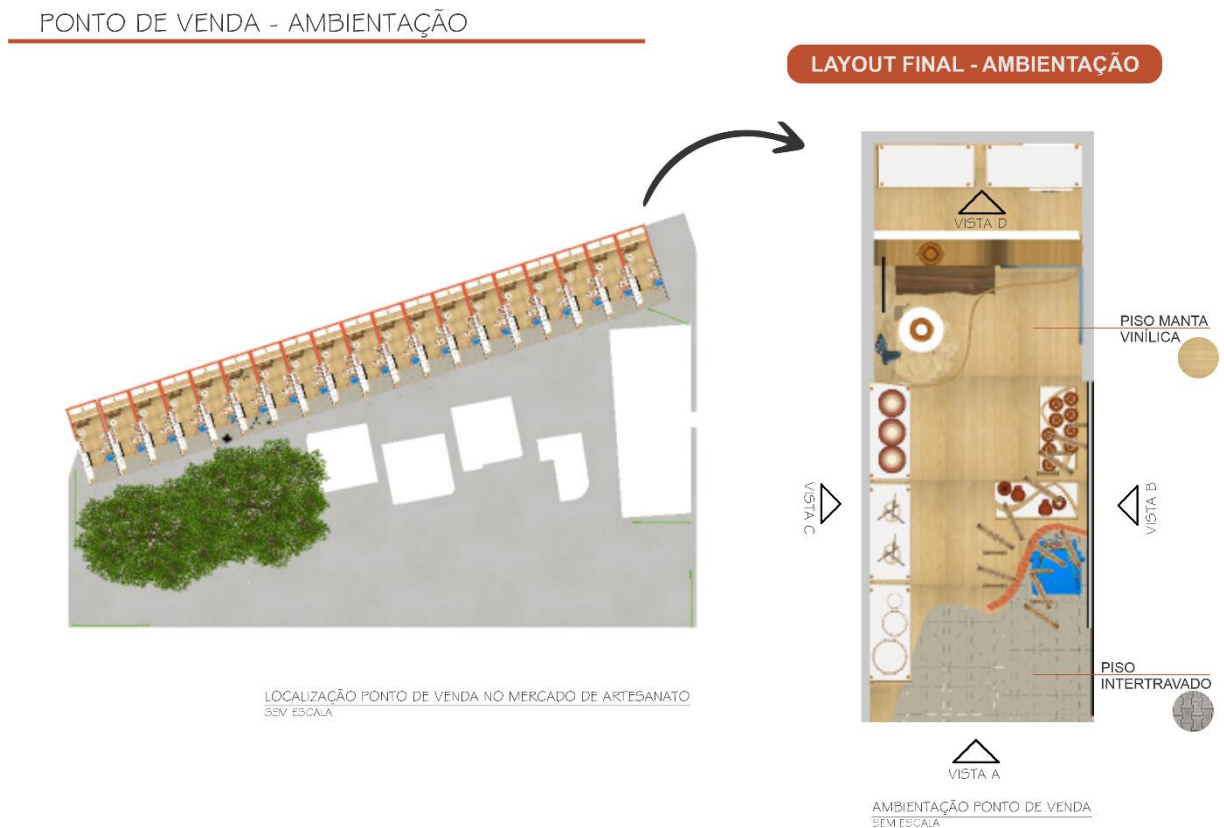 PONTO DE VENDA - AMBIENTAÇÃO
LAYOUT FINAL - AMBIENTAÇÃO
VISTA D
PISO MANTA
VINÍLICA
VISTA C
VISTA B
PISO
INTERTRAVADO
LOCALIZAÇÃO PONTO DE VENDA NO MERCADO DE ARTESANATO
SEM ESCALA
VISTA A
AMBIENTAÇÃO PONTO DE VENDA
SEM ESCALA